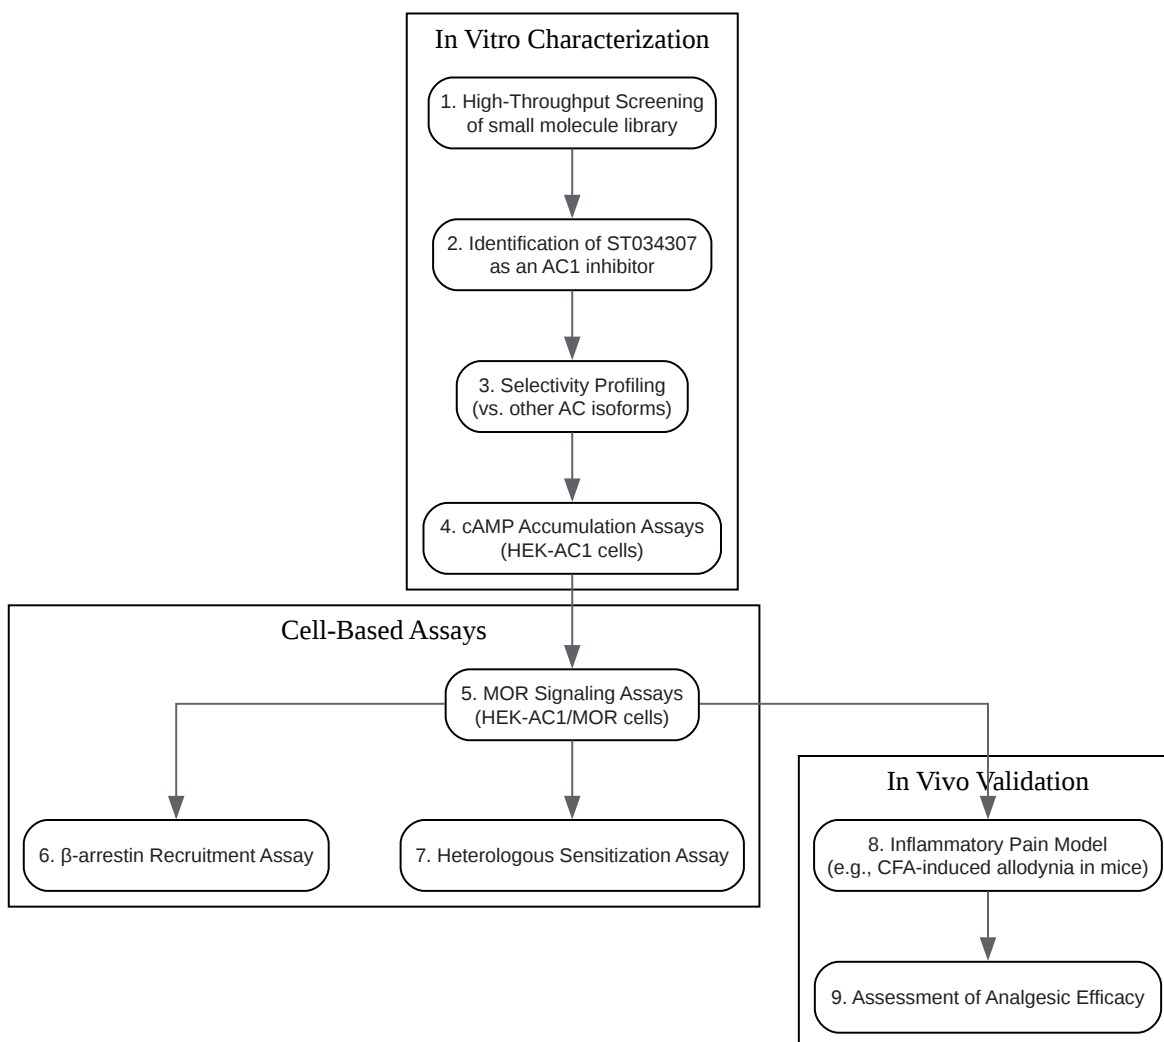 In Vitro Characterization
1. High-Throughput Screening
of small molecule library
2. Identification of ST034307
as an AC1 inhibitor
3. Selectivity Profiling
(vs. other AC isoforms)
4. cAMP Accumulation Assays
(HEK-AC1 cells)
Cell-Based Assays
5. MOR Signaling Assays
(HEK-AC1/MOR cells)
6. β-arrestin Recruitment Assay
7. Heterologous Sensitization Assay
In Vivo Validation
8. Inflammatory Pain Model
(e.g., CFA-induced allodynia in mice)
9. Assessment of Analgesic Efficacy